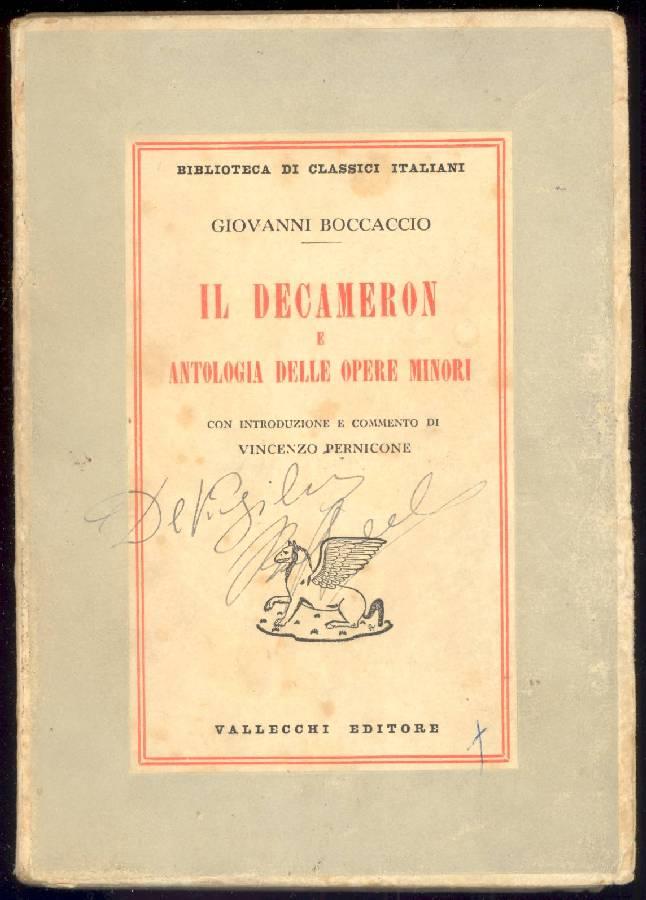 BIBLIOTECA DI CLASSICI ITALIANI
GIOVANNI BOCCACCIO
IL DECAMERON
E
ANTOLOGIA DELLE OPERE MINORI
CON INTRODUZIONE E COMMENTO DI
VINCENZO PERNICONE
VALLECCHI EDITORE